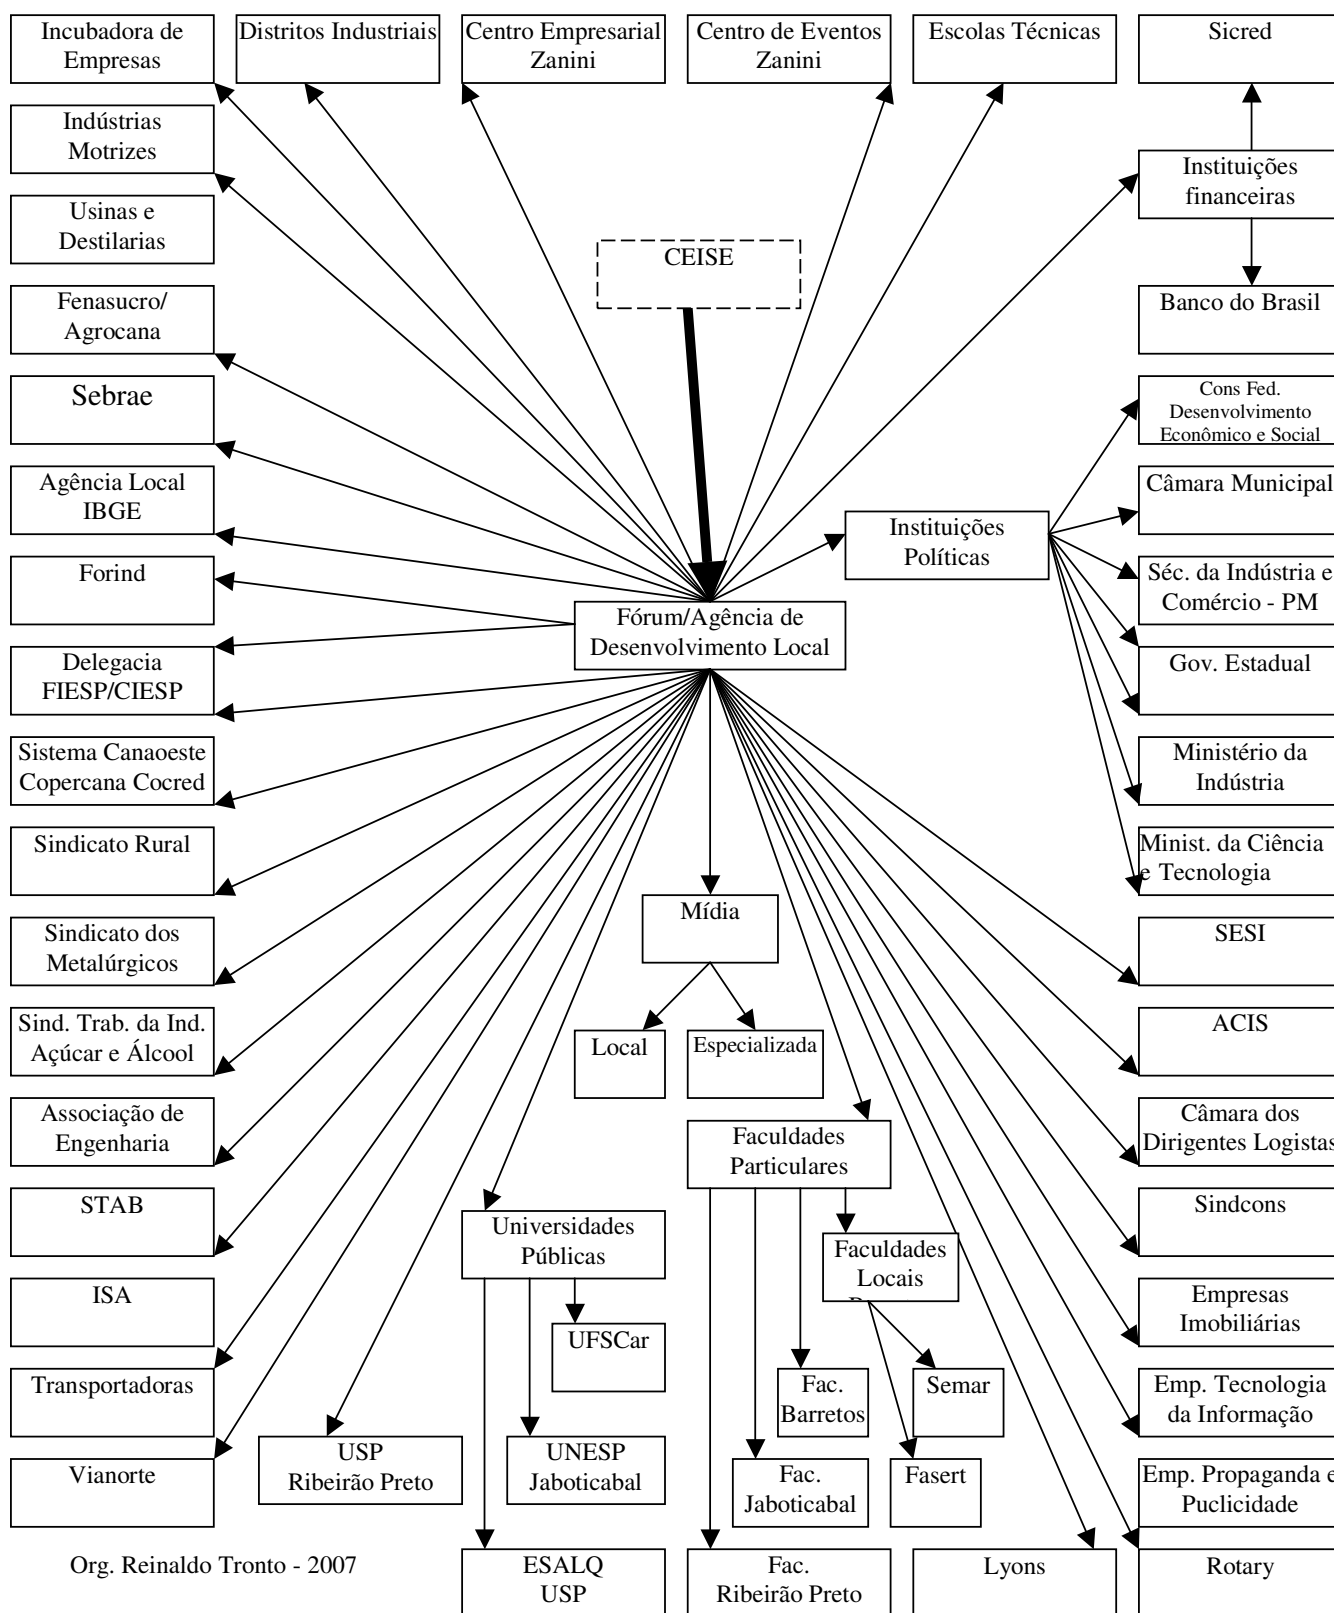 Incubadora de
Empresas
Distritos Industriais
Centro Empresarial
Zanini
Centro de Eventos
Zanini
Escolas Técnicas
Sicred
Indústrias
Motrizes
Instituições
financeiras
Usinas e
Destilarias
CEISE
Fenasucro/
Agrocana
Banco do Brasil
Sebrae
Cons Fed.
Desenvolvimento
Econômico e Social
Agência Local
IBGE
Câmara Municipal
Instituições
Políticas
Forind
Séc. da Indústria e
Comércio - PM
Fórum/Agência de
Desenvolvimento Local
Delegacia
FIESP/CIESP
Gov. Estadual
Sistema Canaoeste
Copercana Cocred
Ministério da
Indústria
Sindicato Rural
Minist. da Ciência
e Tecnologia
Mídia
Sindicato dos
Metalúrgicos
SESI
Sind. Trab. da Ind.
Açúcar e Álcool
Local
Especializada
ACIS
Associação de
Engenharia
Faculdades
Particulares
Câmara dos
Dirigentes Logistas
STAB
Universidades
Públicas
Faculdades
Locais
Sindcons
ISA
UFSCar
Empresas
Imobiliárias
Transportadoras
Fac.
Barretos
Semar
Emp. Tecnologia
da Informação
Vianorte
USP
Ribeirão Preto
UNESP
Jaboticabal
Fac.
Jaboticabal
Fasert
Emp. Propaganda e
Puclicidade
Org. Reinaldo Tronto - 2007
ESALQ
USP
Fac.
Ribeirão Preto
Lyons
Rotary